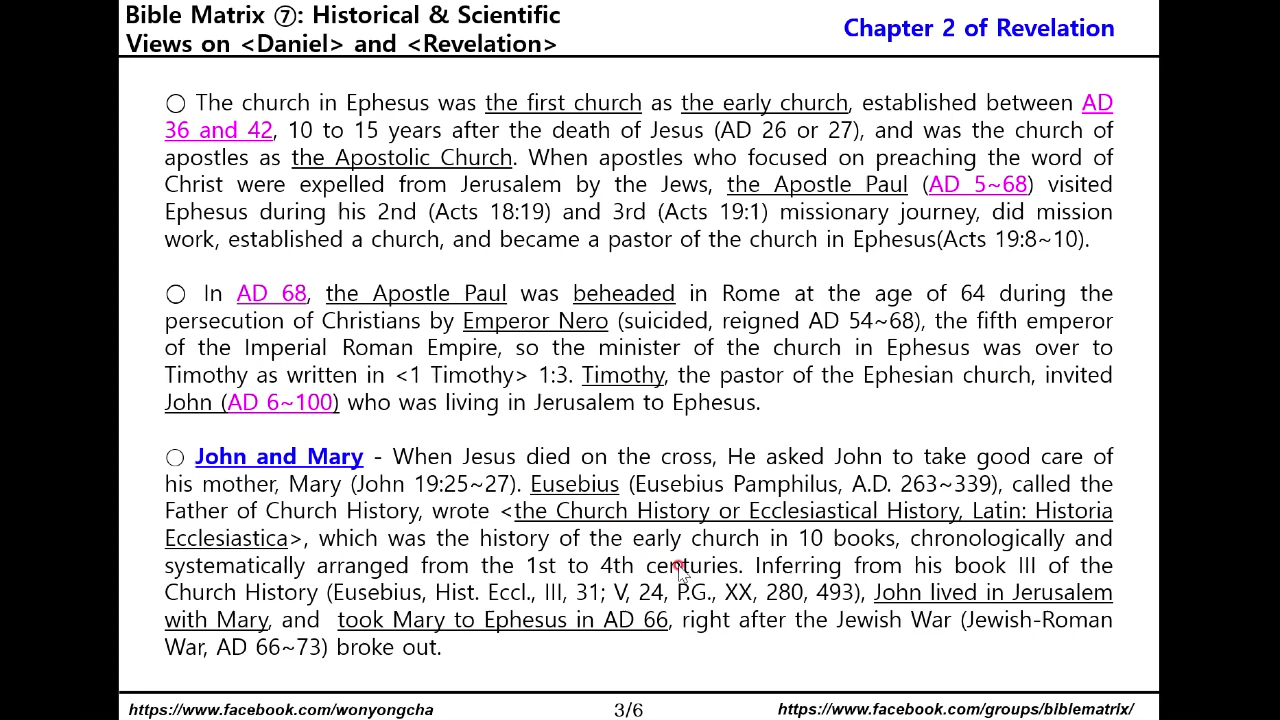 Bible Matrix ⑦: Historical & Scientific
Views on <Daniel> and <Revelation>
Chapter 2 of Revelation
○ The church in Ephesus was the first church as the early church, established between AD
36 and 42, 10 to 15 years after the death of Jesus (AD 26 or 27), and was the church of
apostles as the Apostolic Church. When apostles who focused on preaching the word of
Christ were expelled from Jerusalem by the Jews, the Apostle Paul (AD 5~68) visited
Ephesus during his 2nd (Acts 18:19) and 3rd (Acts 19:1) missionary journey, did mission
work, established a church, and became a pastor of the church in Ephesus(Acts 19:8~10).
○ In AD 68, the Apostle Paul was beheaded in Rome at the age of 64 during the
persecution of Christians by Emperor Nero (suicided, reigned AD 54~68), the fifth emperor
of the Imperial Roman Empire, so the minister of the church in Ephesus was over to
Timothy as written in <1 Timothy> 1:3. Timothy, the pastor of the Ephesian church, invited
John (AD 6~100) who was living in Jerusalem to Ephesus.
○ John and Mary - When Jesus died on the cross, He asked John to take good care of
his mother, Mary (John 19:25~27). Eusebius (Eusebius Pamphilus, A.D. 263~339), called the
Father of Church History, wrote <the Church History or Ecclesiastical History, Latin: Historia
Ecclesiastica>, which was the history of the early church in 10 books, chronologically and
systematically arranged from the 1st to 4th centuries. Inferring from his book III of the
Church History (Eusebius, Hist. Eccl., III, 31; V, 24, P.G., XX, 280, 493), John lived in Jerusalem
with Mary, and took Mary to Ephesus in AD 66, right after the Jewish War (Jewish-Roman
War, AD 66~73) broke out.
https://www.facebook.com/wonyongcha
3/6
https://www.facebook.com/groups/biblematrix/